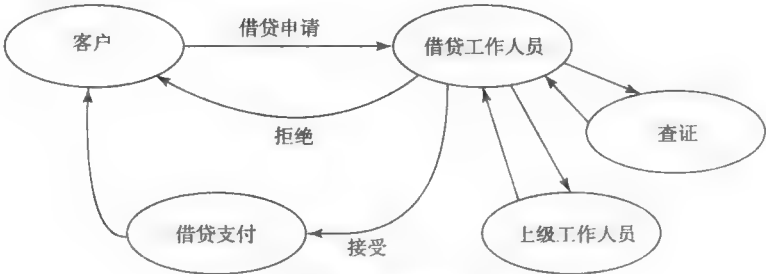 借贷申请
客户
借贷工作人员
拒绝
查证
借贷支付
接受
上级工作人员